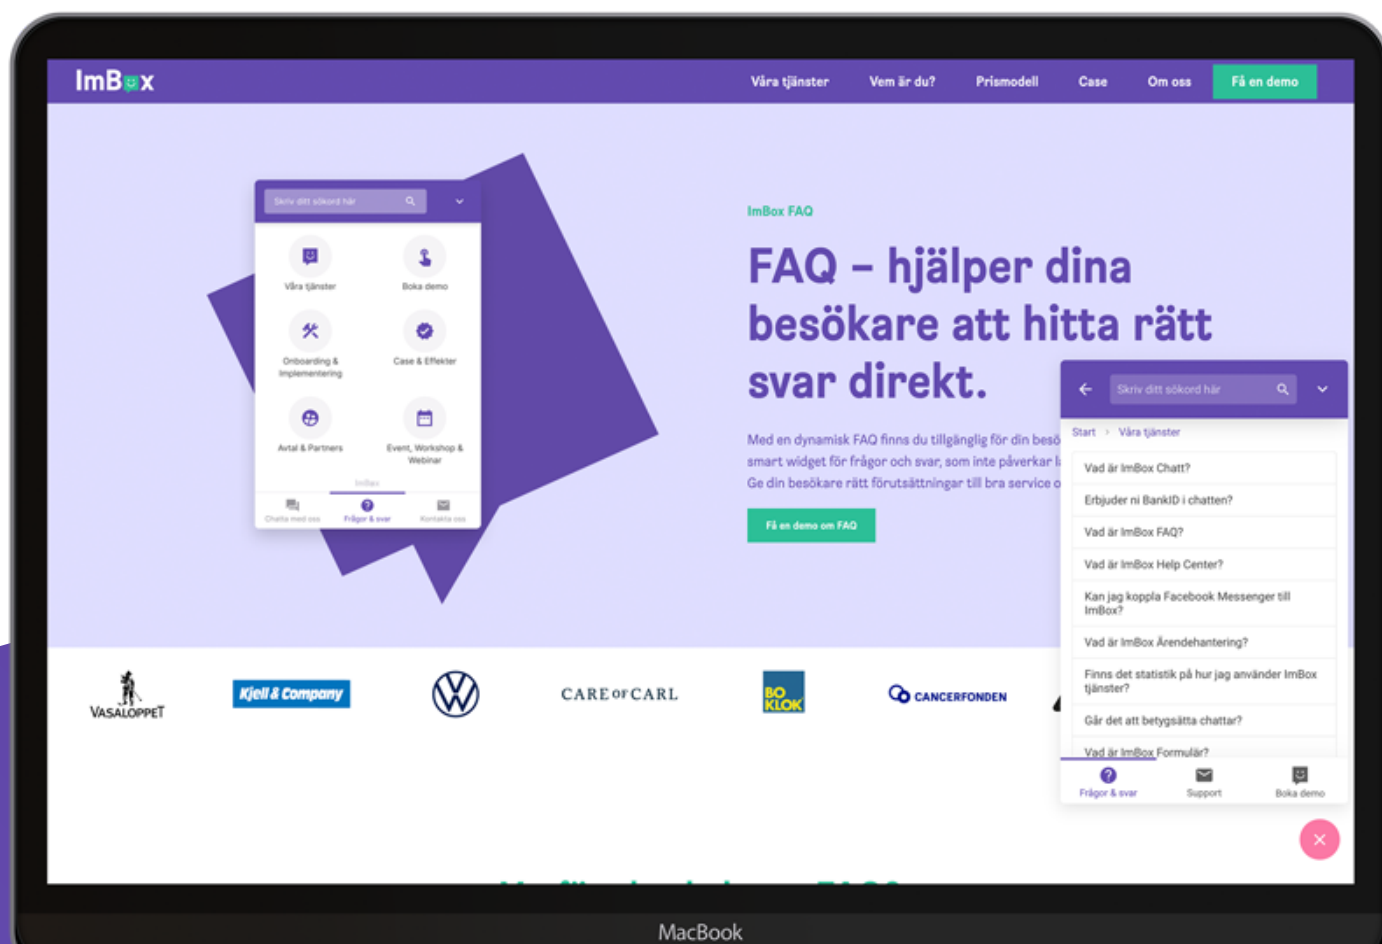 ImBox
Våra tjänster
Vem är du?
Prismodell
Case
Om oss
Få en demo
Skriv ditt sökord här
Våra tjänster
Boka demo
Onboarding &
Implementering
Case & Effekter
Avtal & Partners
Event, Workshop &
Webinar
ImBox
Chatta med oss
Frågor & svar
Kontakta oss
ImBox FAQ
FAQ – hjälper dina
besökare att hitta rätt
svar direkt.
Med en dynamisk FAQ finns du tillgänglig för din besö
smart widget för frågor och svar, som inte påverkar l
Ge din besökare rätt förutsättningar till bra service o
Få en demo om FAQ
Skriv ditt sökord här
Start > Våra tjänster
Vad är ImBox Chatt?
Erbjuder ni BankID i chatten?
Vad är ImBox FAQ?
Vad är ImBox Help Center?
Kan jag koppla Facebook Messenger till
ImBox?
Vad är ImBox Ärendehantering?
Finns det statistik på hur jag använder ImBox
tjänster?
Går det att betygsätta chattar?
Vad är ImBox Formulär?
Frågor & svar
Support
Boka demo
VASALOPPET
Kjell & Company
VW
CARE OF CARL
BO
KLOK
CANCERFONDEN
MacBook